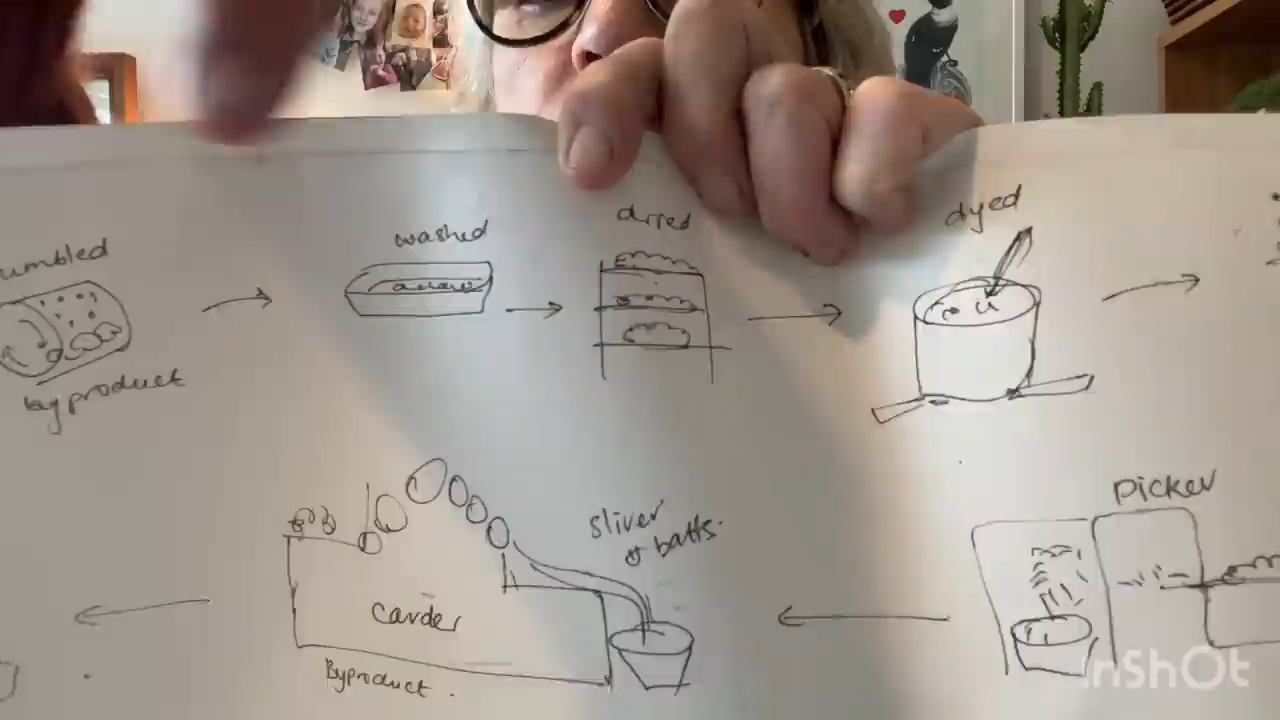 umbled
washed
dried
dyed
byproduct
Picker
sliver
& batts.
Carder
Byproduct.
InShOt